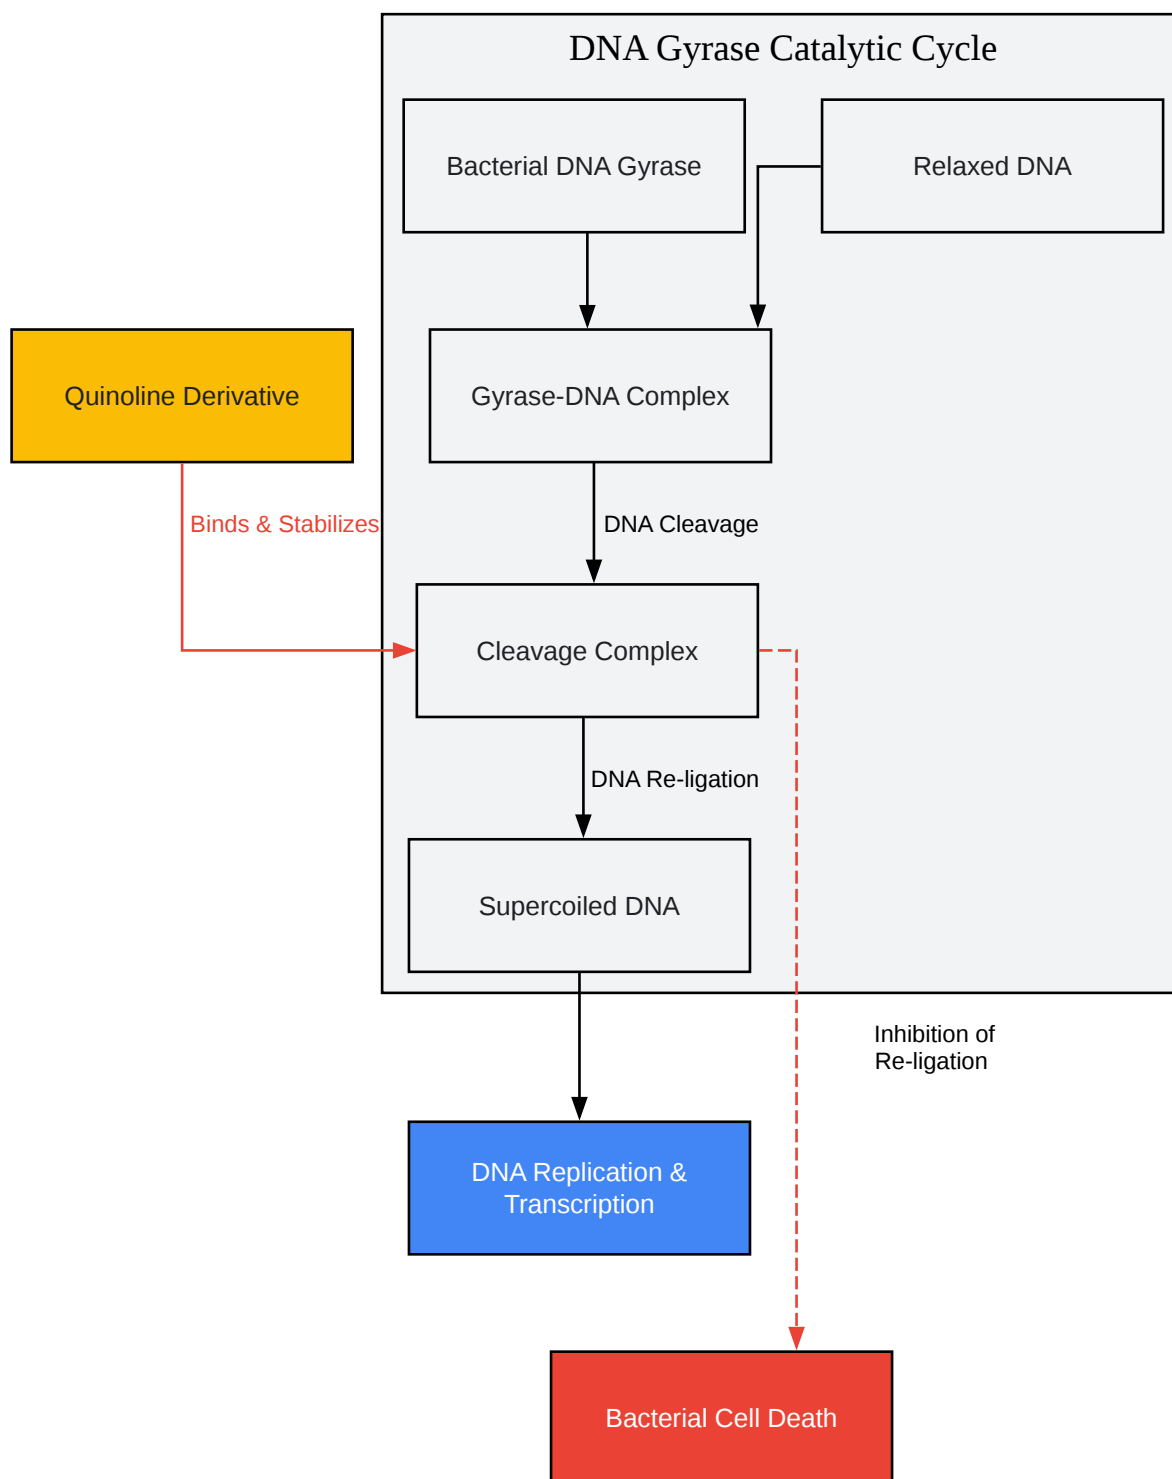 DNA Gyrase Catalytic Cycle
Bacterial DNA Gyrase
Relaxed DNA
Quinoline Derivative
Gyrase-DNA Complex
Binds & Stabilizes
DNA Cleavage
Cleavage Complex
DNA Re-ligation
Supercoiled DNA
Inhibition of
Re-ligation
DNA Replication &
Transcription
Bacterial Cell Death